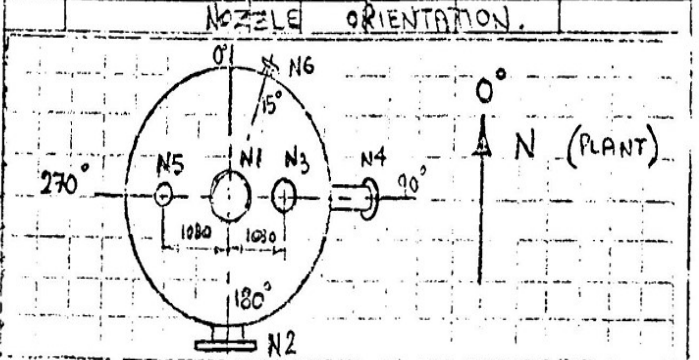 NOZZLE ORIENTATION.
0° N6
15°
0°
N5 N1 N3 N4
N (PLANT)
270° 90°
1080 1080
180°
N2